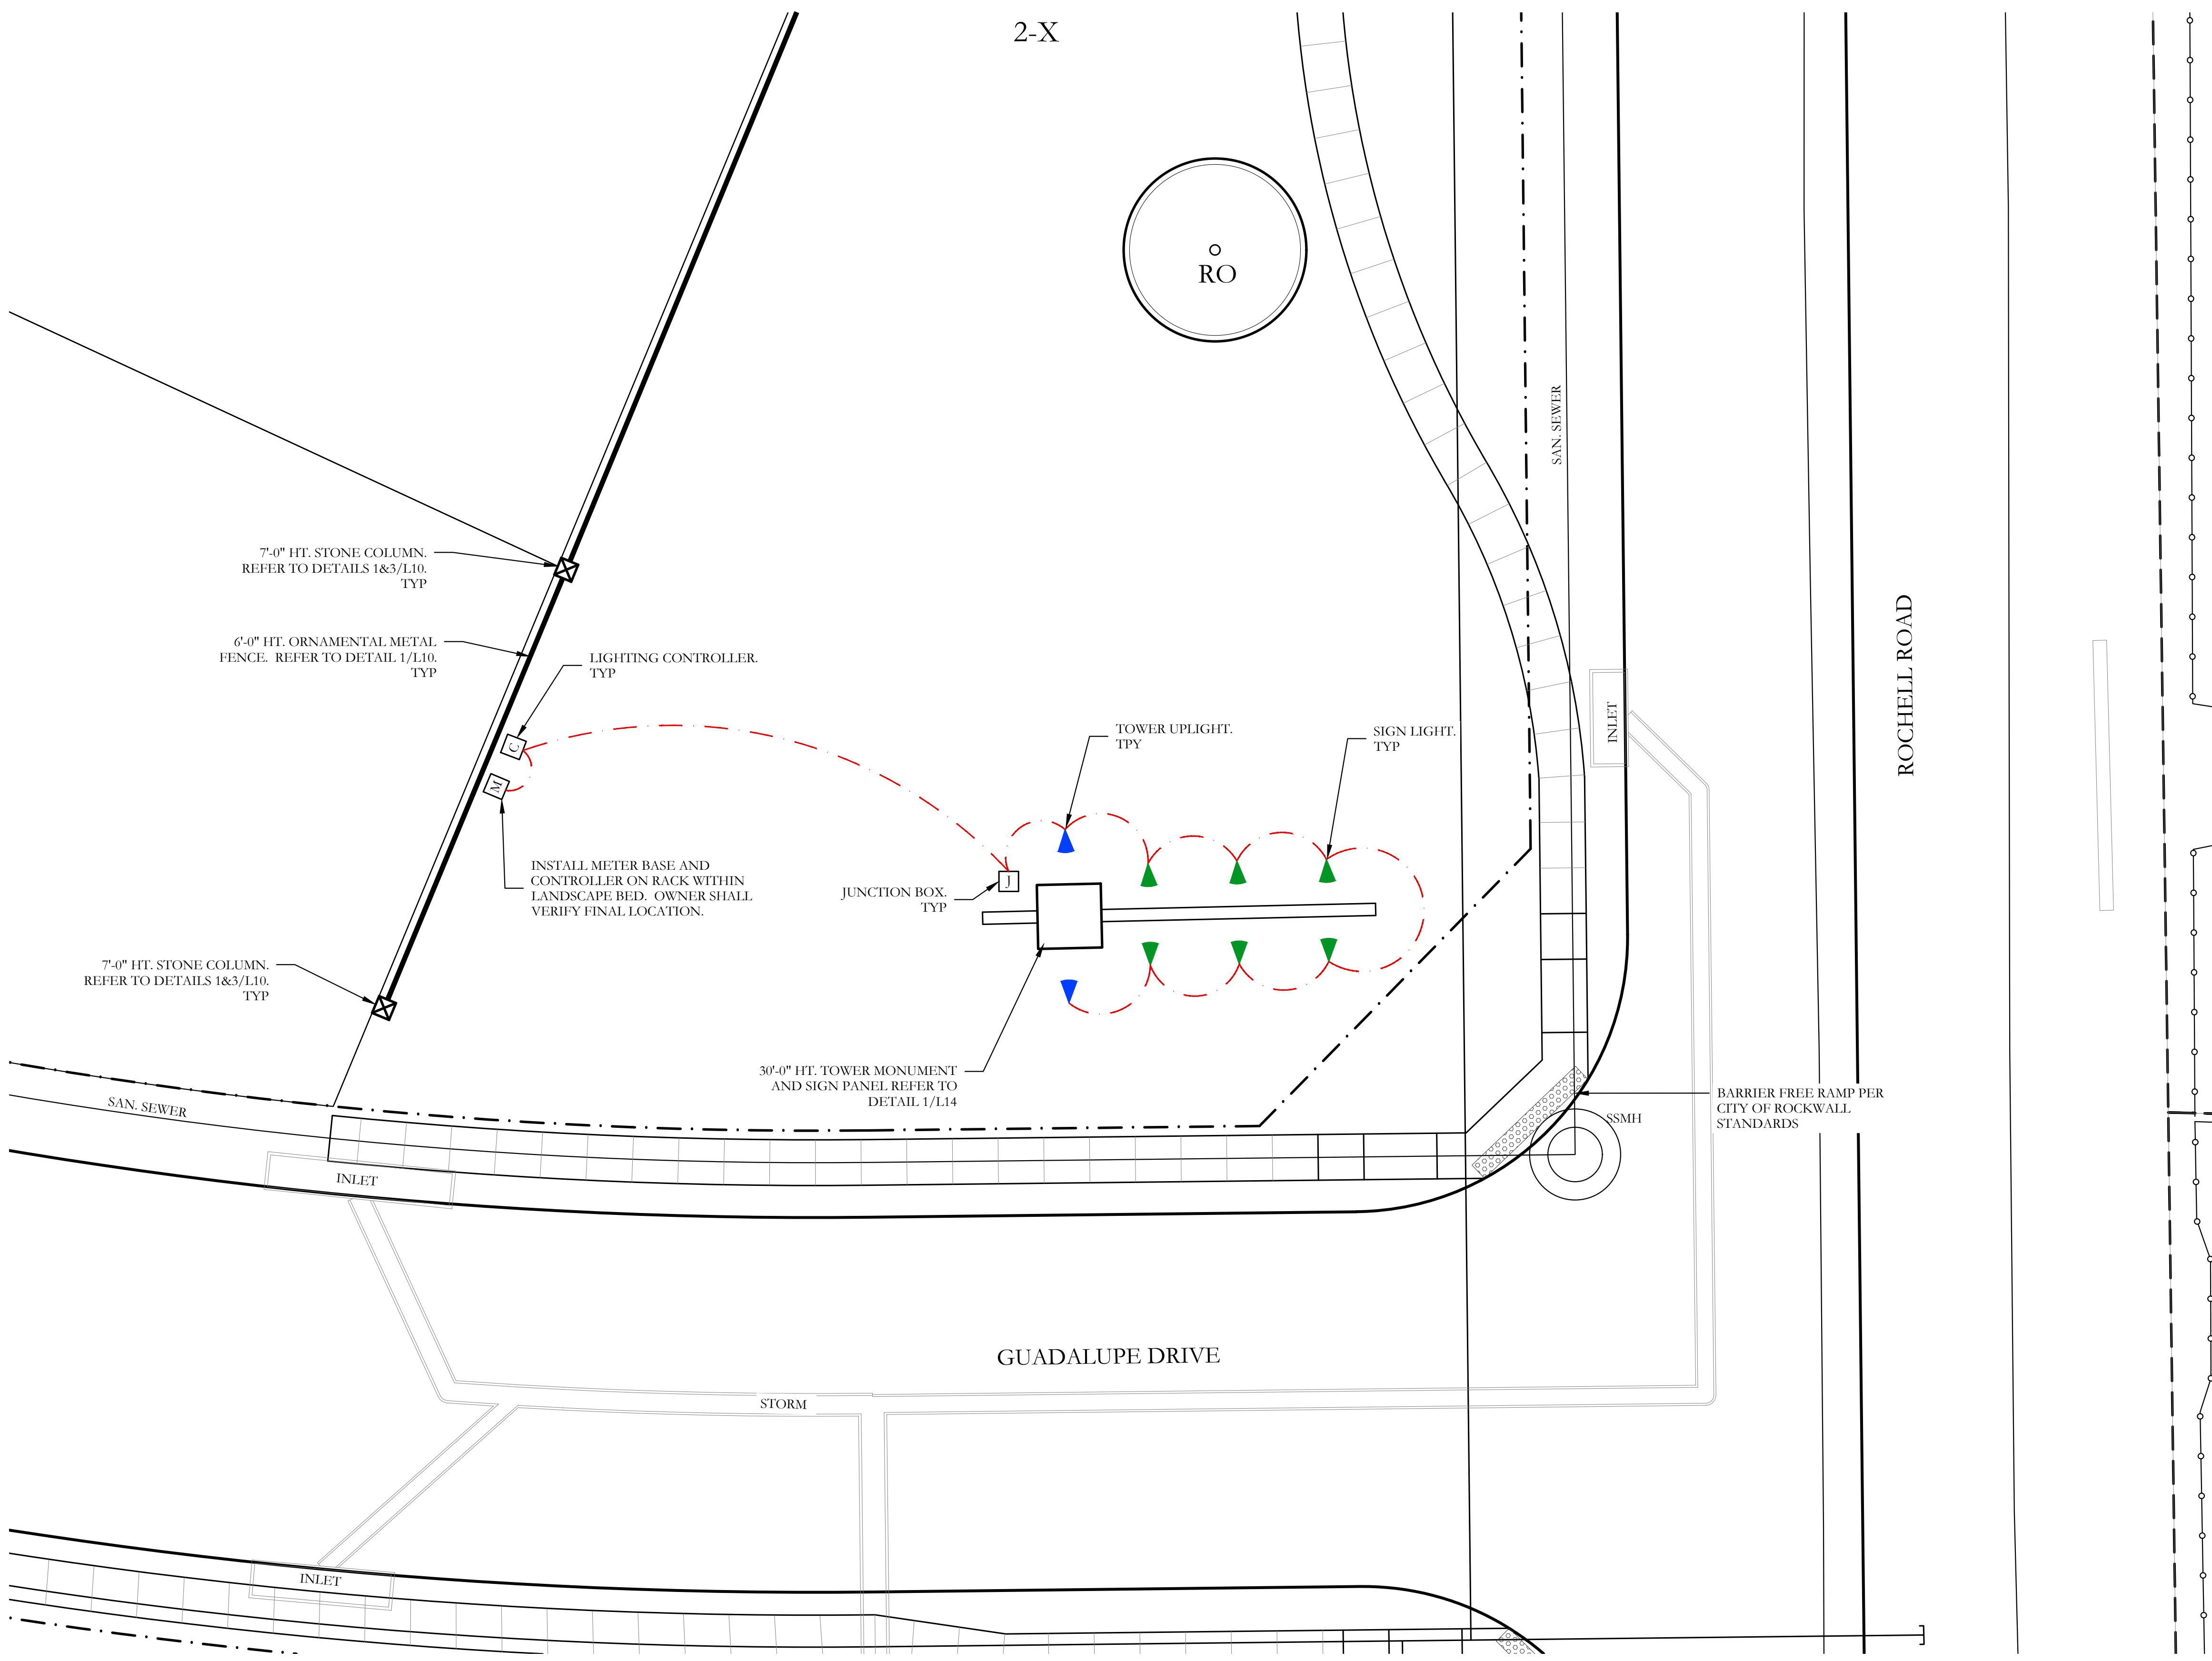 2-X
RO
SAN. SEWER
7'-0" HT. STONE COLUMN.
REFER TO DETAILS 1&3/L10.
TYP
6'-0" HT. ORNAMENTAL METAL
FENCE.  REFER TO DETAIL 1/L10.
TYP
LIGHTING CONTROLLER.
TYP
C
M
INSTALL METER BASE AND
CONTROLLER ON RACK WITHIN
LANDSCAPE BED.  OWNER SHALL
VERIFY FINAL LOCATION.
TOWER UPLIGHT.
TPY
SIGN LIGHT.
TYP
INLET
ROCHELL ROAD
JUNCTION BOX.
TYP
J
7'-0" HT. STONE COLUMN.
REFER TO DETAILS 1&3/L10.
TYP
30'-0" HT. TOWER MONUMENT
AND SIGN PANEL REFER TO
DETAIL 1/L14
SAN. SEWER
BARRIER FREE RAMP PER
CITY OF ROCKWALL
STANDARDS
SSMH
INLET
GUADALUPE DRIVE
STORM
INLET